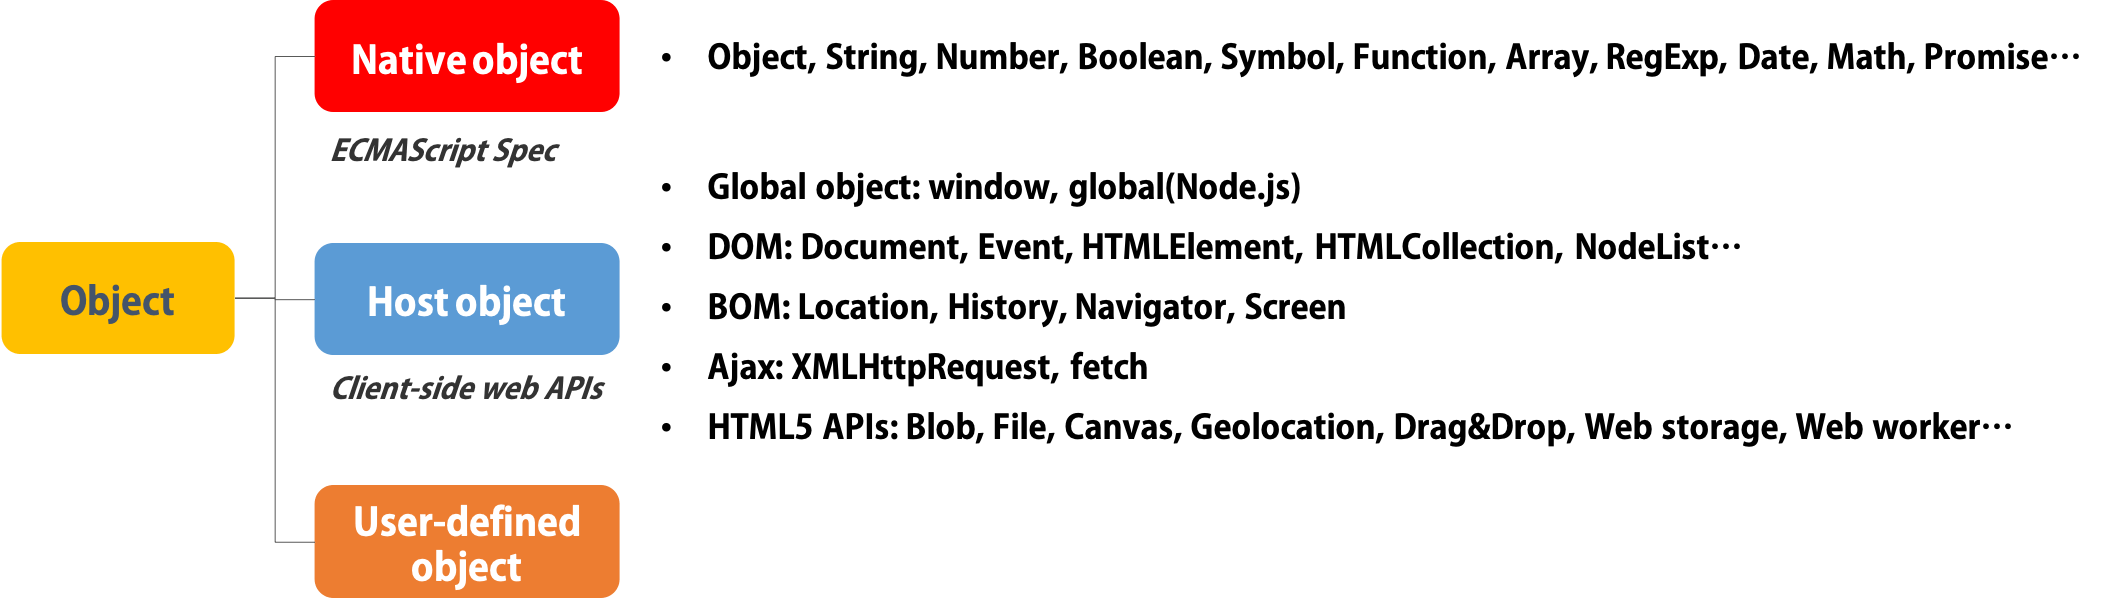 Native object
• Object, String, Number, Boolean, Symbol, Function, Array, RegExp, Date, Math, Promise…
ECMAScript Spec
• Global object: window, global(Node.js)
• DOM: Document, Event, HTMLElement, HTMLCollection, NodeList…
Object
Host object
• BOM: Location, History, Navigator, Screen
• Ajax: XMLHttpRequest, fetch
Client-side web APIs
• HTML5 APIs: Blob, File, Canvas, Geolocation, Drag&Drop, Web storage, Web worker…
User-defined
object